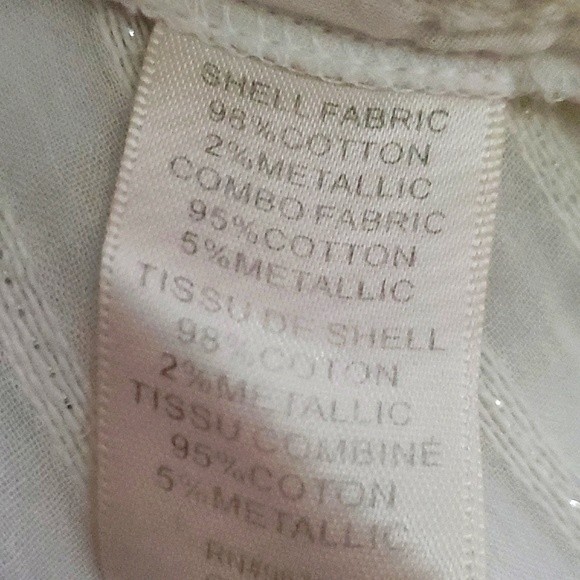 SHELL FABRIC
98%COTTON
2%METALLIC
COMBO FABRIC
95%COTTON
5%METALLIC
TISSU DE SHELL
98%COTON
2%METALLIC
TISSU COMBINÉ
95%COTON
5%METALLIC